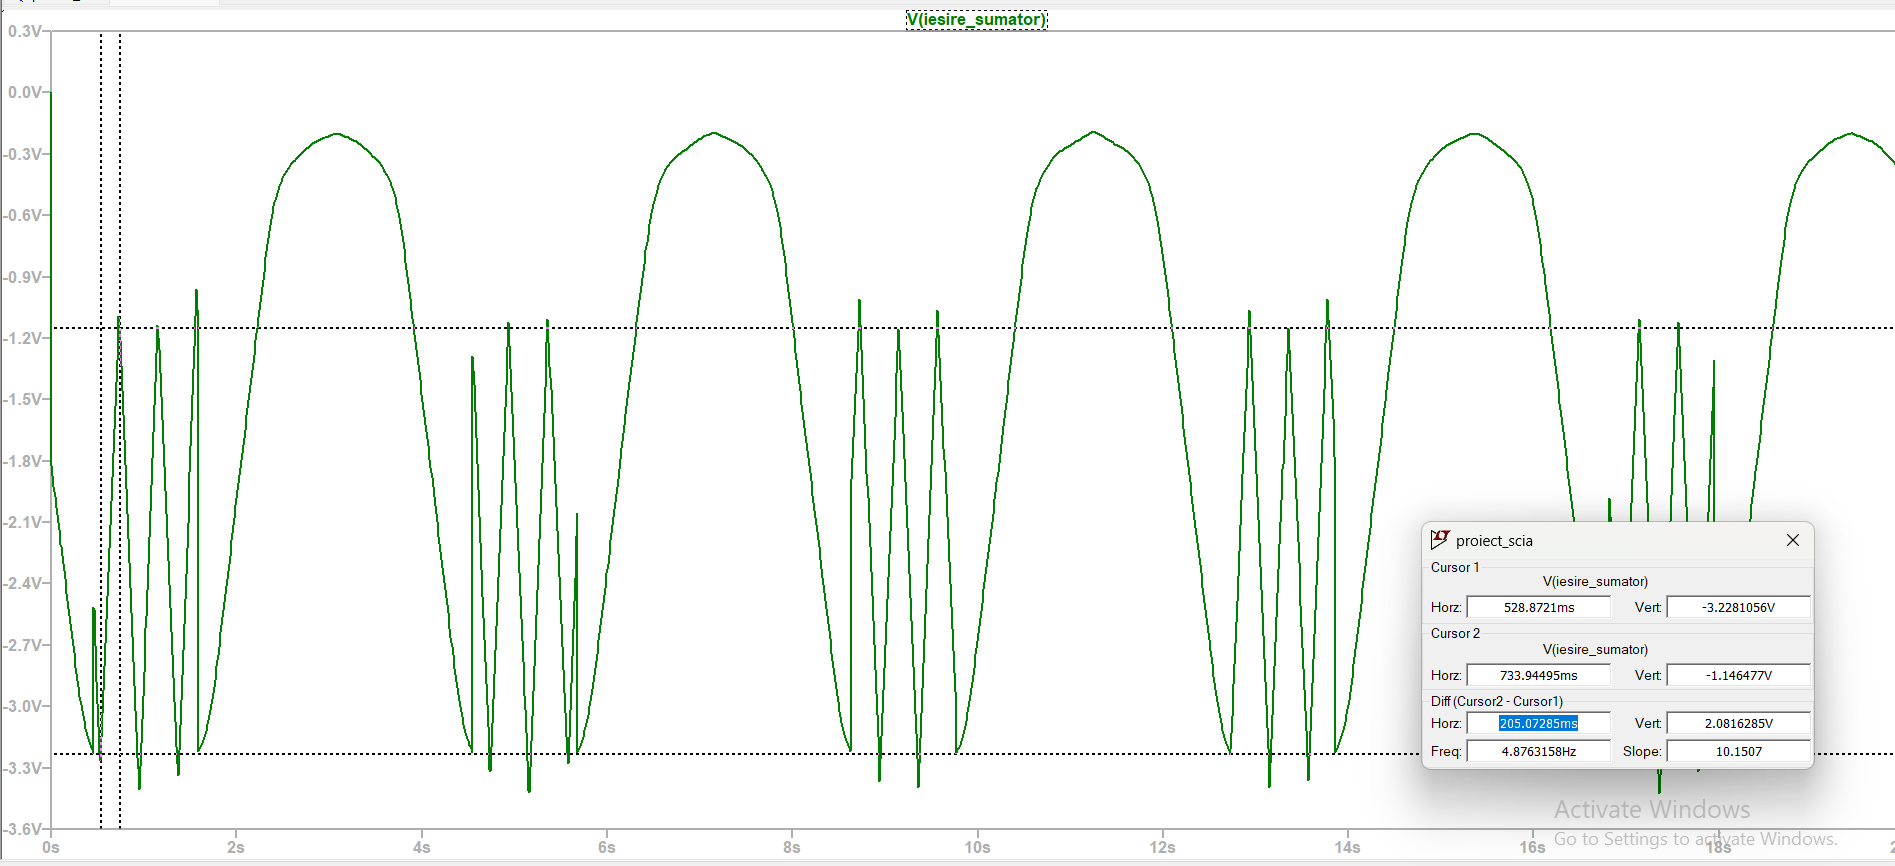 V(iesire_sumator)
0.3V
0.0V
-0.3V
-0.6V
-0.9V
-1.2V
-1.5V
-1.8V
-2.1V
-2.4V
-2.7V
-3.0V
-3.3V
-3.6V
0s 2s 4s 6s 8s 10s 12s 14s 16s 18s
proiect_scia
Cursor 1
V(iesire_sumator)
Horz: 528.8721ms Vert: -3.2281056V
Cursor 2
V(iesire_sumator)
Horz: 733.94495ms Vert: -1.146477V
Diff (Cursor2 - Cursor1)
Horz: 205.07285ms Vert: 2.0816285V
Freq: 4.8763158Hz Slope: 10.1507
Activate Windows
Go to Settings to activate Windows.